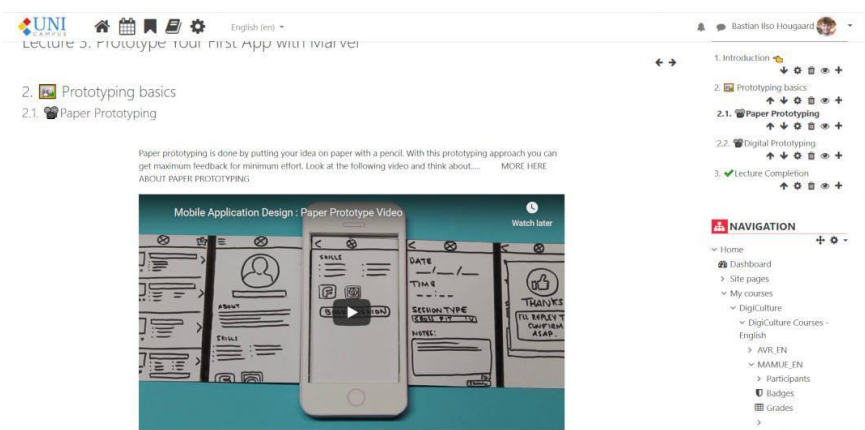 UNI
CAMPUS
English (en)
Bastian Ilso Hougaard
Lecture 3. Prototype Your First App with Marvel
2. Prototyping basics
2.1. Paper Prototyping
Paper prototyping is done by putting your idea on paper with a pencil. With this prototyping approach you can
get maximum feedback for minimum effort. Look at the following video and think about..... MORE HERE
ABOUT PAPER PROTOTYPING
Mobile Application Design : Paper Prototype Video
Watch later
ABOUT
SKILLS
SKILLS
DATE
TIME
SESSION TYPE
NOTES:
THANKS
I'LL REPLY T
CONFIRM
ASAP.
1. Introduction
2. Prototyping basics
2.1. Paper Prototyping
2.2. Digital Prototyping
3. Lecture Completion
NAVIGATION
Home
Dashboard
Site pages
My courses
DigiCulture
DigiCulture Courses -
English
AVR_EN
MAMUE_EN
Participants
Badges
Grades